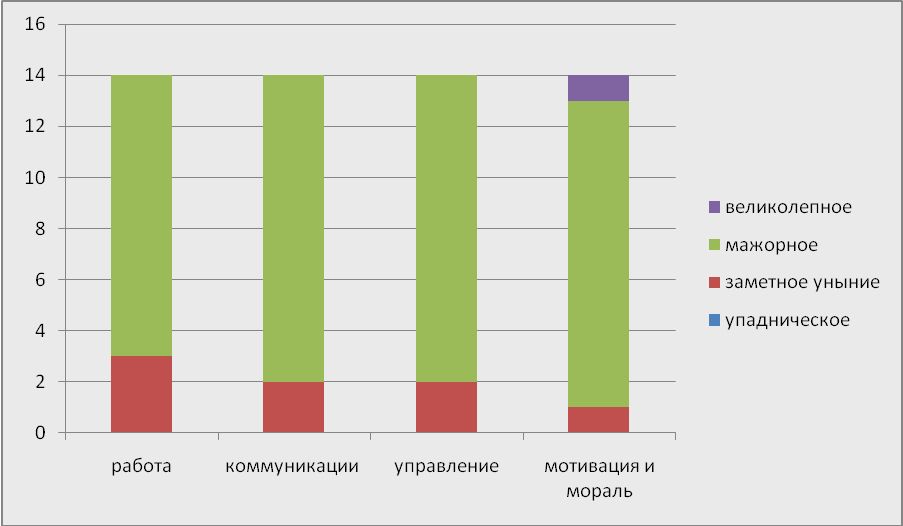 16
14
12
10
8
6
4
2
0
работа
коммуникации
управление
мотивация и
мораль
великолепное
мажорное
заметное уныние
упадническое